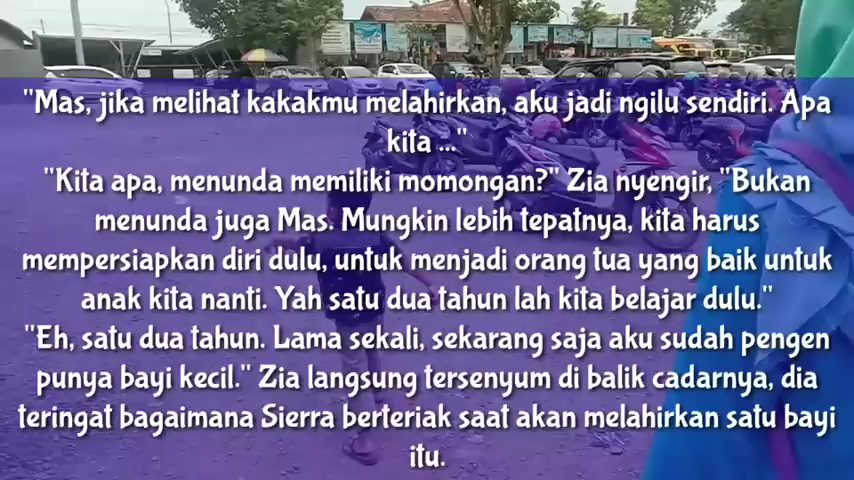 "Mas, jika melihat kakakmu melahirkan, aku jadi ngilu sendiri. Apa
kita ..."
"Kita apa, menunda memiliki momongan?" Zia nyengir, "Bukan
menunda juga Mas. Mungkin lebih tepatnya, kita harus
mempersiapkan diri dulu, untuk menjadi orang tua yang baik untuk
anak kita nanti. Yah satu dua tahun lah kita belajar dulu."
"Eh, satu dua tahun. Lama sekali, sekarang saja aku sudah pengen
punya bayi kecil." Zia langsung tersenyum di balik cadarnya, dia
teringat bagaimana Sierra berteriak saat akan melahirkan satu bayi
itu.